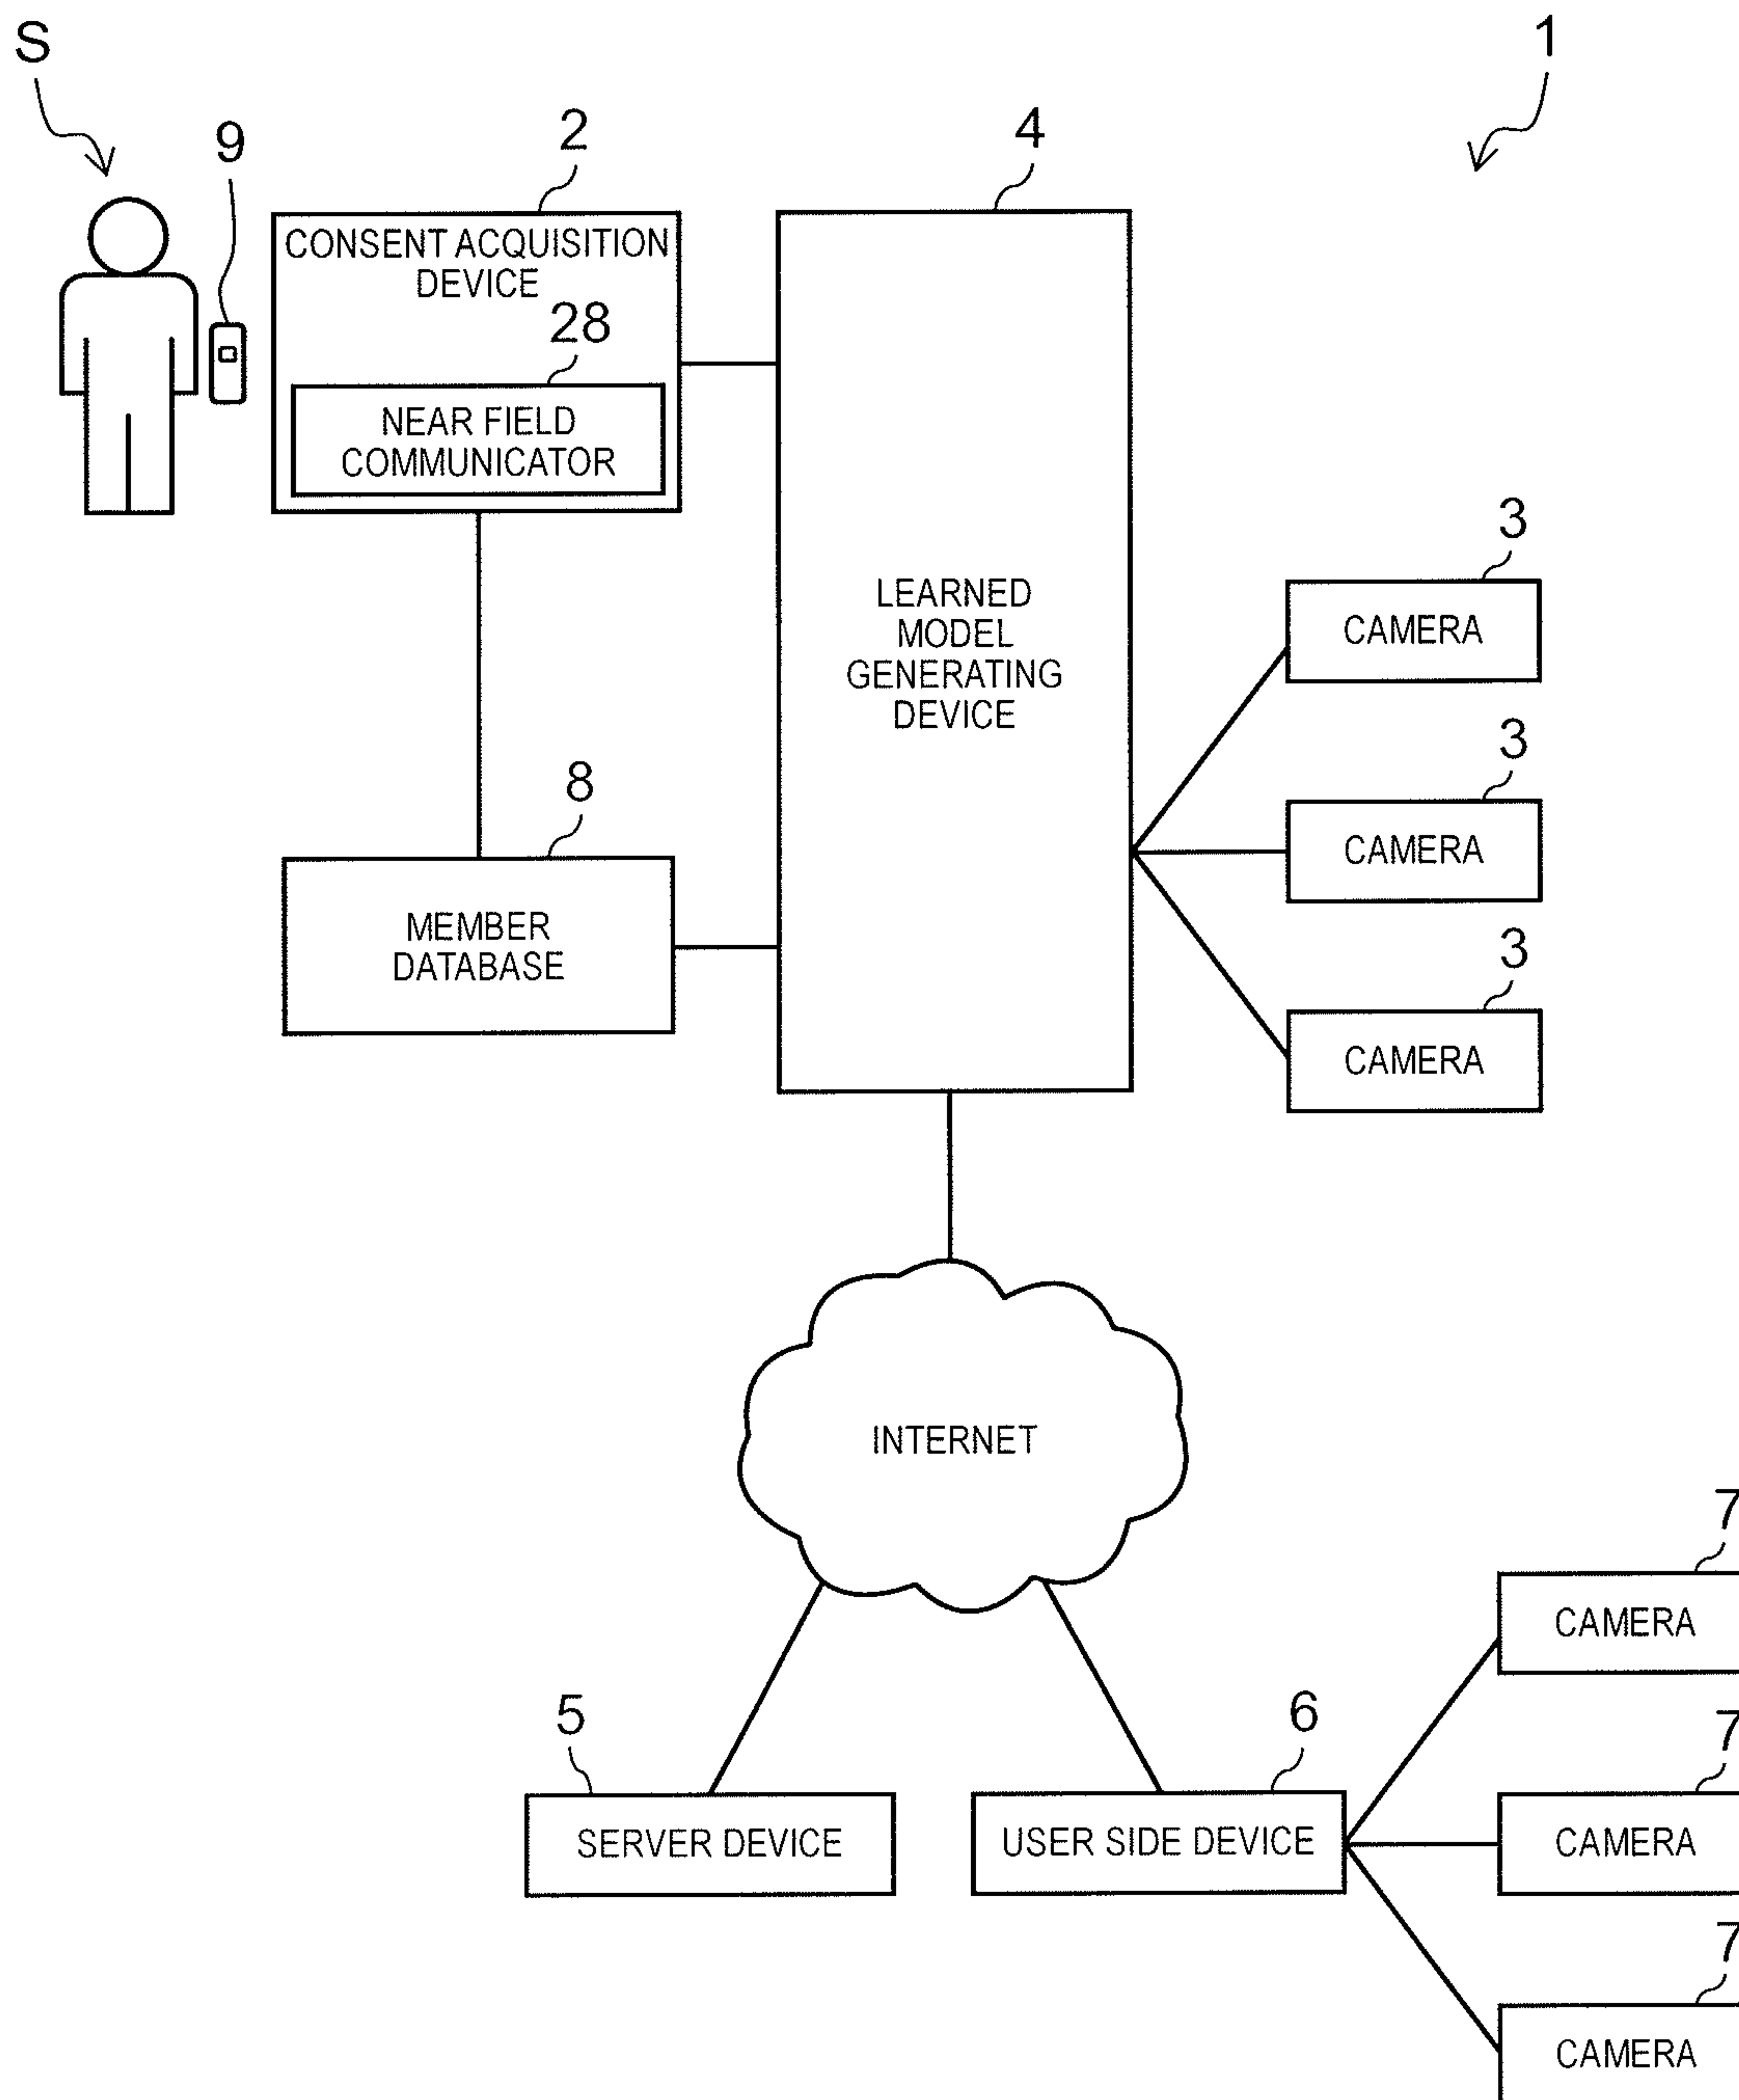 S
1
9
2
4
CONSENT ACQUISITION
DEVICE
28
NEAR FIELD
COMMUNICATOR
3
CAMERA
LEARNED
MODEL
GENERATING
DEVICE
3
CAMERA
8
MEMBER
DATABASE
3
CAMERA
INTERNET
7
CAMERA
5
SERVER DEVICE
6
USER SIDE DEVICE
7
CAMERA
7
CAMERA